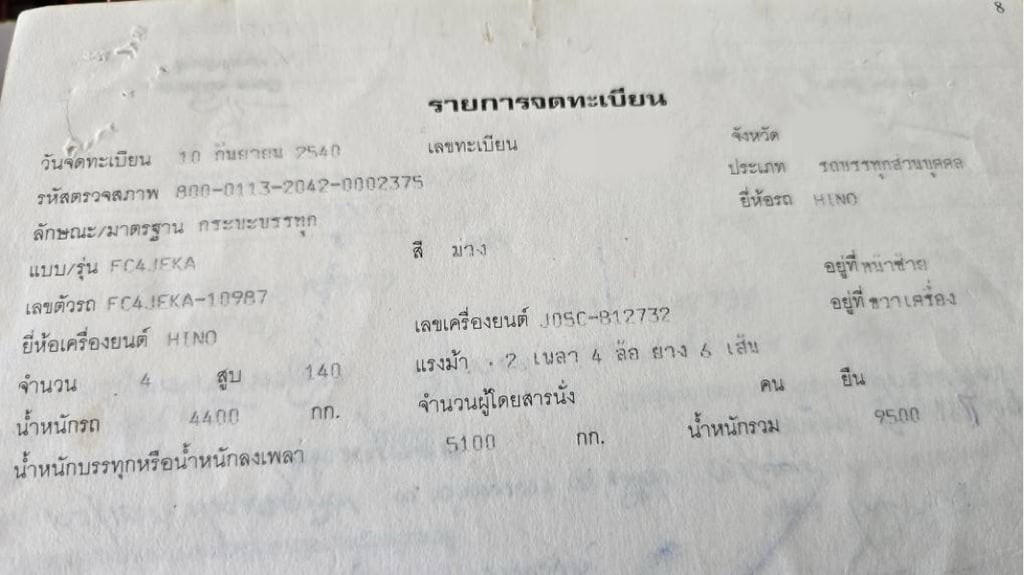 8
รายการจดทะเบียน
วันจดทะเบียน 10 กันยายน 2540 เลขทะเบียน จังหวัด
รหัสตรวจสภาพ 800-0113-2042-0002375 ประเภท รถบรรทุกส่วนบุคคล
ลักษณะ/มาตรฐาน กระบะบรรทุก ยี่ห้อรถ HINO
แบบ/รุ่น FC4JEKA สี ม่วง
เลขตัวรถ FC4JEKA-10987 อยู่ที่ หน้าซ้าย
ยี่ห้อเครื่องยนต์ HINO เลขเครื่องยนต์ J05C-B12732 อยู่ที่ ขวาเครื่อง
จำนวน 4 สูบ 140 แรงม้า . 2 เพลา 4 ล้อ ยาง 6 เส้น
น้ำหนักรถ 4400 กก. จำนวนผู้โดยสารนั่ง คน ยืน
น้ำหนักบรรทุกหรือน้ำหนักลงเพลา 5100 กก. น้ำหนักรวม 9500